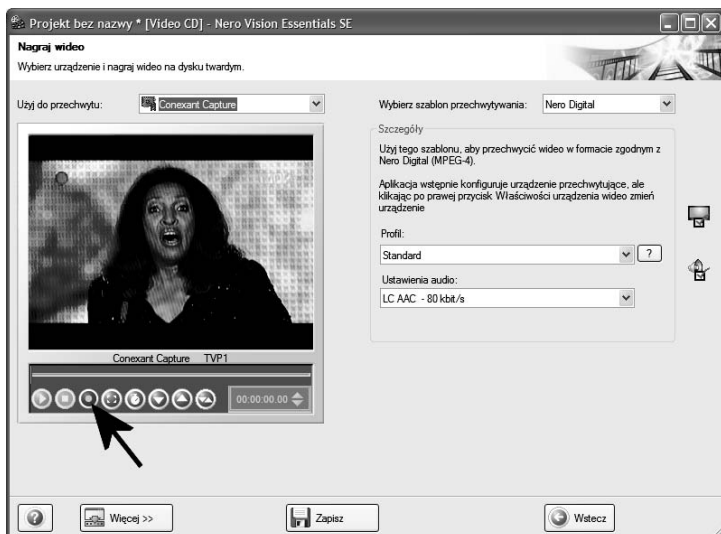 Projekt bez nazwy * [Video CD] - Nero Vision Essentials SE
Nagraj wideo
Wybierz urządzenie i nagraj wideo na dysku twardym.
Użyj do przechwytu:
Conexant Capture
Wybierz szablon przechwytywania:
Nero Digital
Szczegóły
Użyj tego szablonu, aby przechwycić wideo w formacie zgodnym z
Nero Digital (MPEG-4).
Aplikacja wstępnie konfiguruje urządzenie przechwytujące, ale
klikając po prawej przycisk Właściwości urządzenia wideo zmień
urządzenie
Profil:
Standard
?
Ustawienia audio:
LC AAC - 80 kbit/s
Conexant Capture TVP1
00:00:00.00
?
Więcej >>
Zapisz
Wstecz